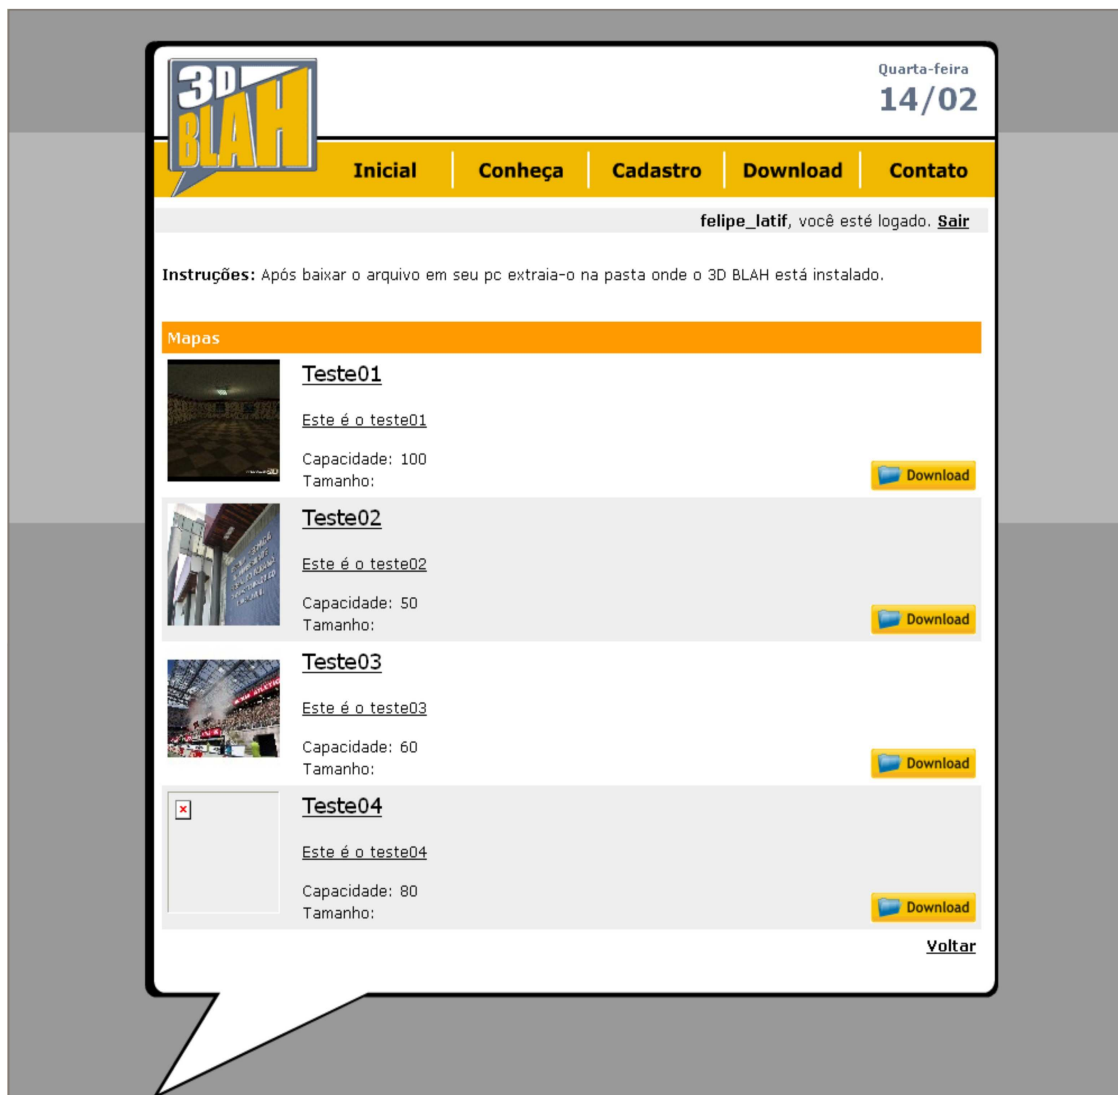 3D
BLAH
Quarta-feira
14/02
Inicial
Conheça
Cadastro
Download
Contato
felipe_latif, você esté logado. Sair
Instruções: Após baixar o arquivo em seu pc extraia-o na pasta onde o 3D BLAH está instalado.
Mapas
Teste01
Este é o teste01
Capacidade: 100
Tamanho:
Download
Teste02
Este é o teste02
Capacidade: 50
Tamanho:
Download
Teste03
Este é o teste03
Capacidade: 60
Tamanho:
Download
Teste04
Este é o teste04
Capacidade: 80
Tamanho:
Download
Voltar